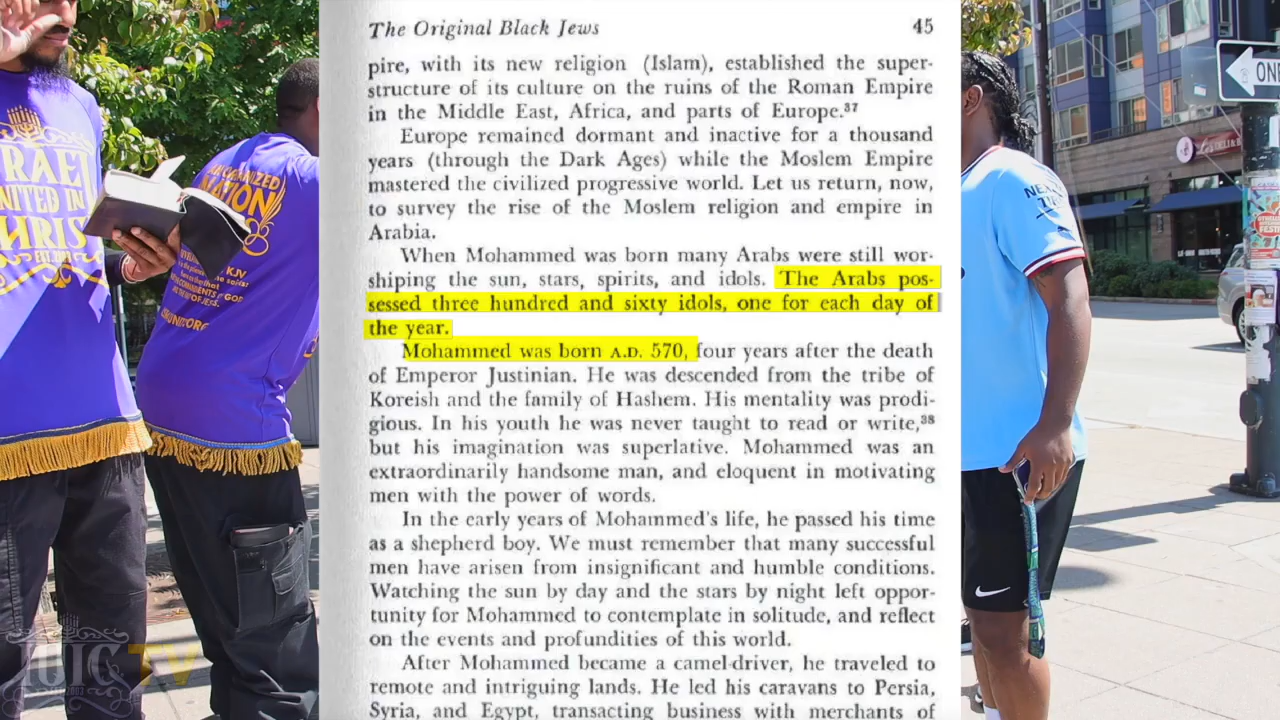 The Original Black Jews 45
pire, with its new religion (Islam), established the super-
structure of its culture on the ruins of the Roman Empire
in the Middle East, Africa, and parts of Europe.³⁷
Europe remained dormant and inactive for a thousand
years (through the Dark Ages) while the Moslem Empire
mastered the civilized progressive world. Let us return, now,
to survey the rise of the Moslem religion and empire in
Arabia.
When Mohammed was born many Arabs were still wor-
shiping the sun, stars, spirits, and idols. The Arabs pos-
sessed three hundred and sixty idols, one for each day of
the year.
Mohammed was born A.D. 570, four years after the death
of Emperor Justinian. He was descended from the tribe of
Koreish and the family of Hashem. His mentality was prodi-
gious. In his youth he was never taught to read or write,³⁸
but his imagination was superlative. Mohammed was an
extraordinarily handsome man, and eloquent in motivating
men with the power of words.
In the early years of Mohammed's life, he passed his time
as a shepherd boy. We must remember that many successful
men have arisen from insignificant and humble conditions.
Watching the sun by day and the stars by night left oppor-
tunity for Mohammed to contemplate in solitude, and reflect
on the events and profundities of this world.
After Mohammed became a camel-driver, he traveled to
remote and intriguing lands. He led his caravans to Persia,
Syria, and Egypt, transacting business with merchants of
RAEL
NITED IN
HRIS
NATION
KJV
OF GOD
ONE
IUIC TV